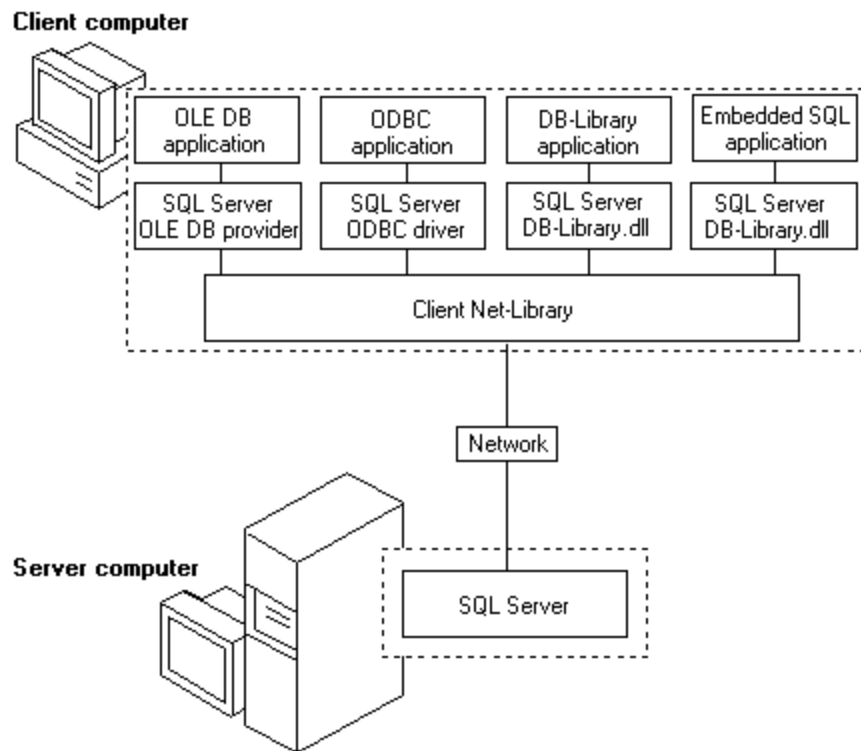 Client computer
OLE DB
application
ODBC
application
DB-Library
application
Embedded SQL
application
SQL Server
OLE DB provider
SQL Server
ODBC driver
SQL Server
DB-Library.dll
SQL Server
DB-Library.dll
Client Net-Library
Network
Server computer
SQL Server